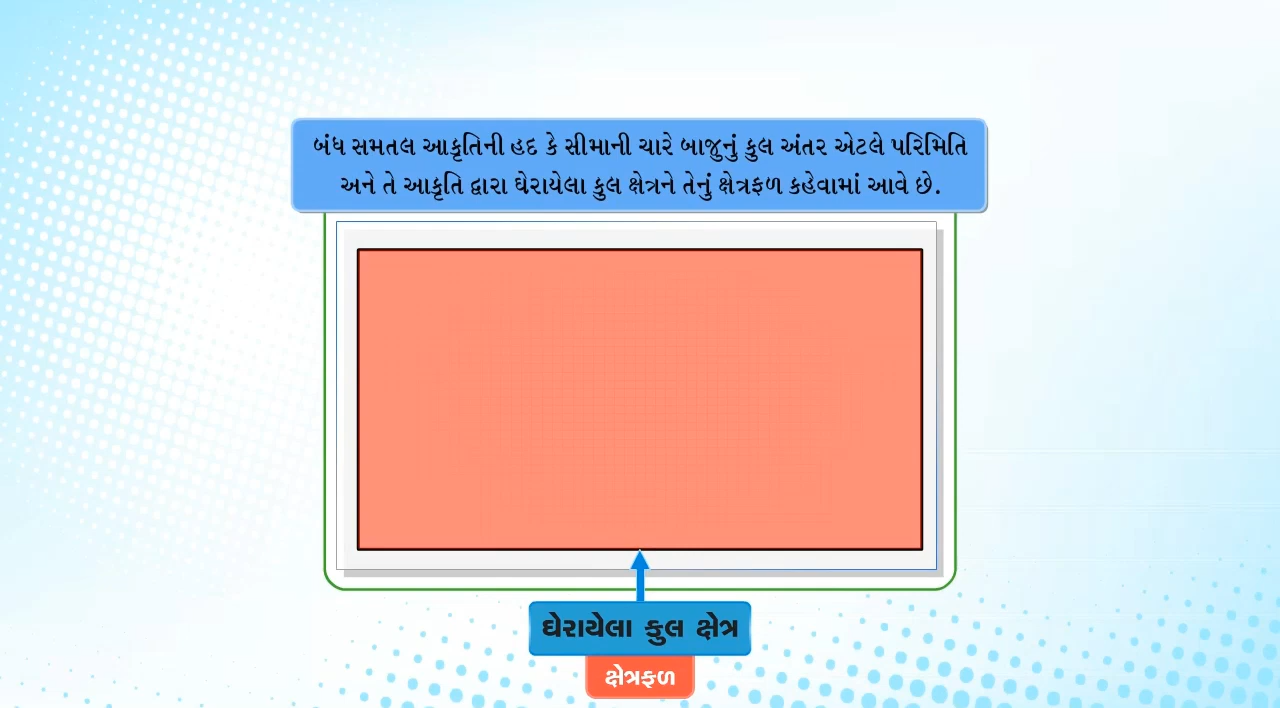 બંધ સમતલ આકૃતિની હદ કે સીમાની ચારે બાજુનું કુલ અંતર એટલે પરિમિતિ
અને તે આકૃતિ દ્વારા ઘેરાયેલા કુલ ક્ષેત્રને તેનું ક્ષેત્રફળ કહેવામાં આવે છે.
ઘેરાયેલા કુલ ક્ષેત્ર
ક્ષેત્રફળ